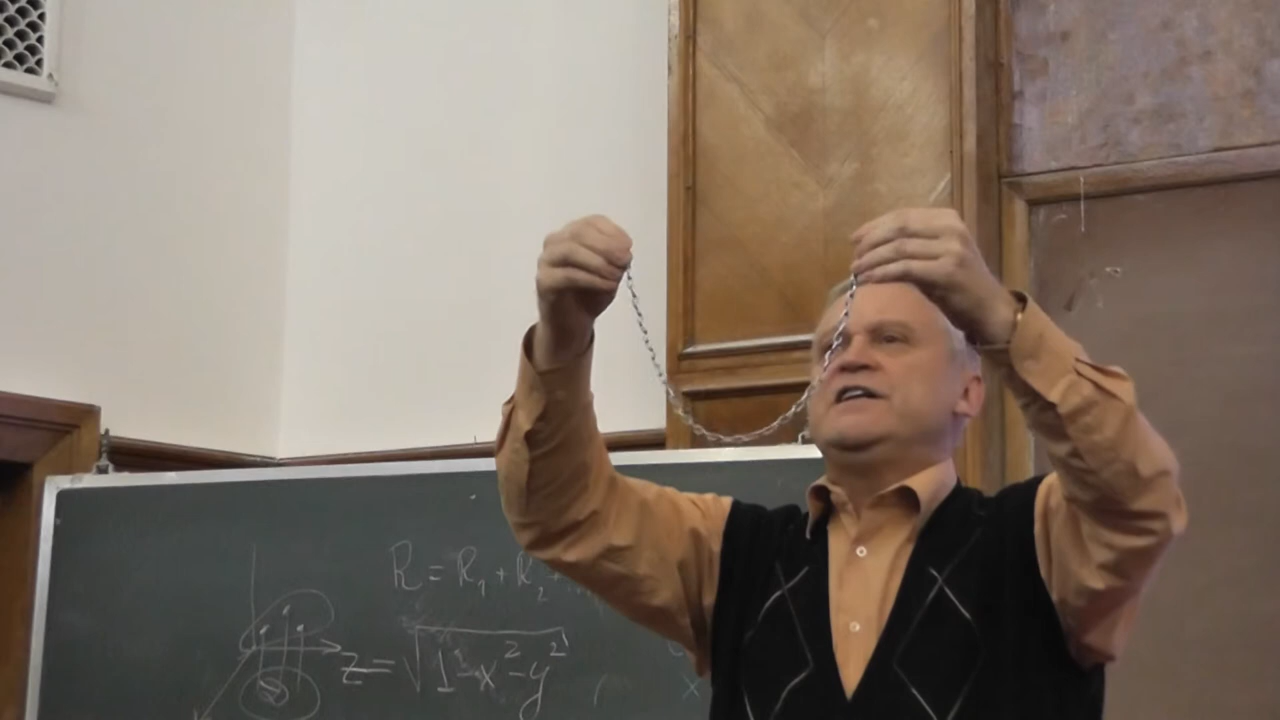 R = R₁ + R₂ + ...
z = √(1² - x² - y²)